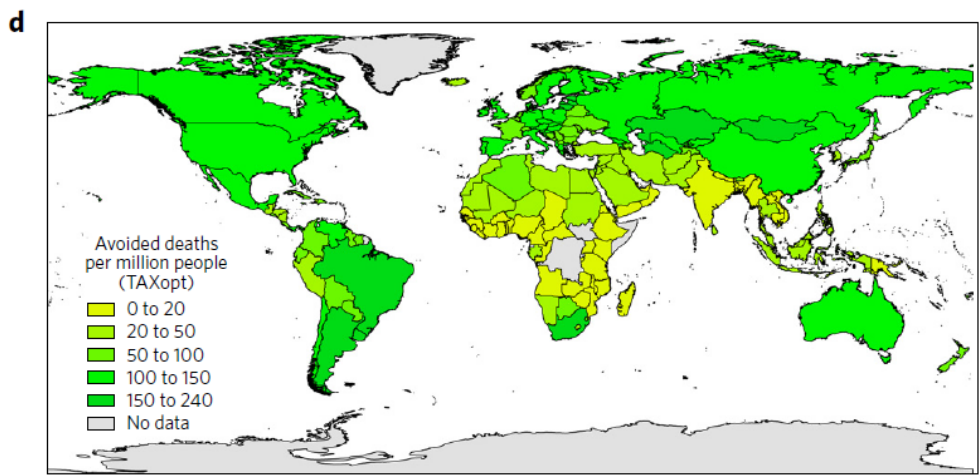 d
Avoided deaths
per million people
(TAXopt)
0 to 20
20 to 50
50 to 100
100 to 150
150 to 240
No data